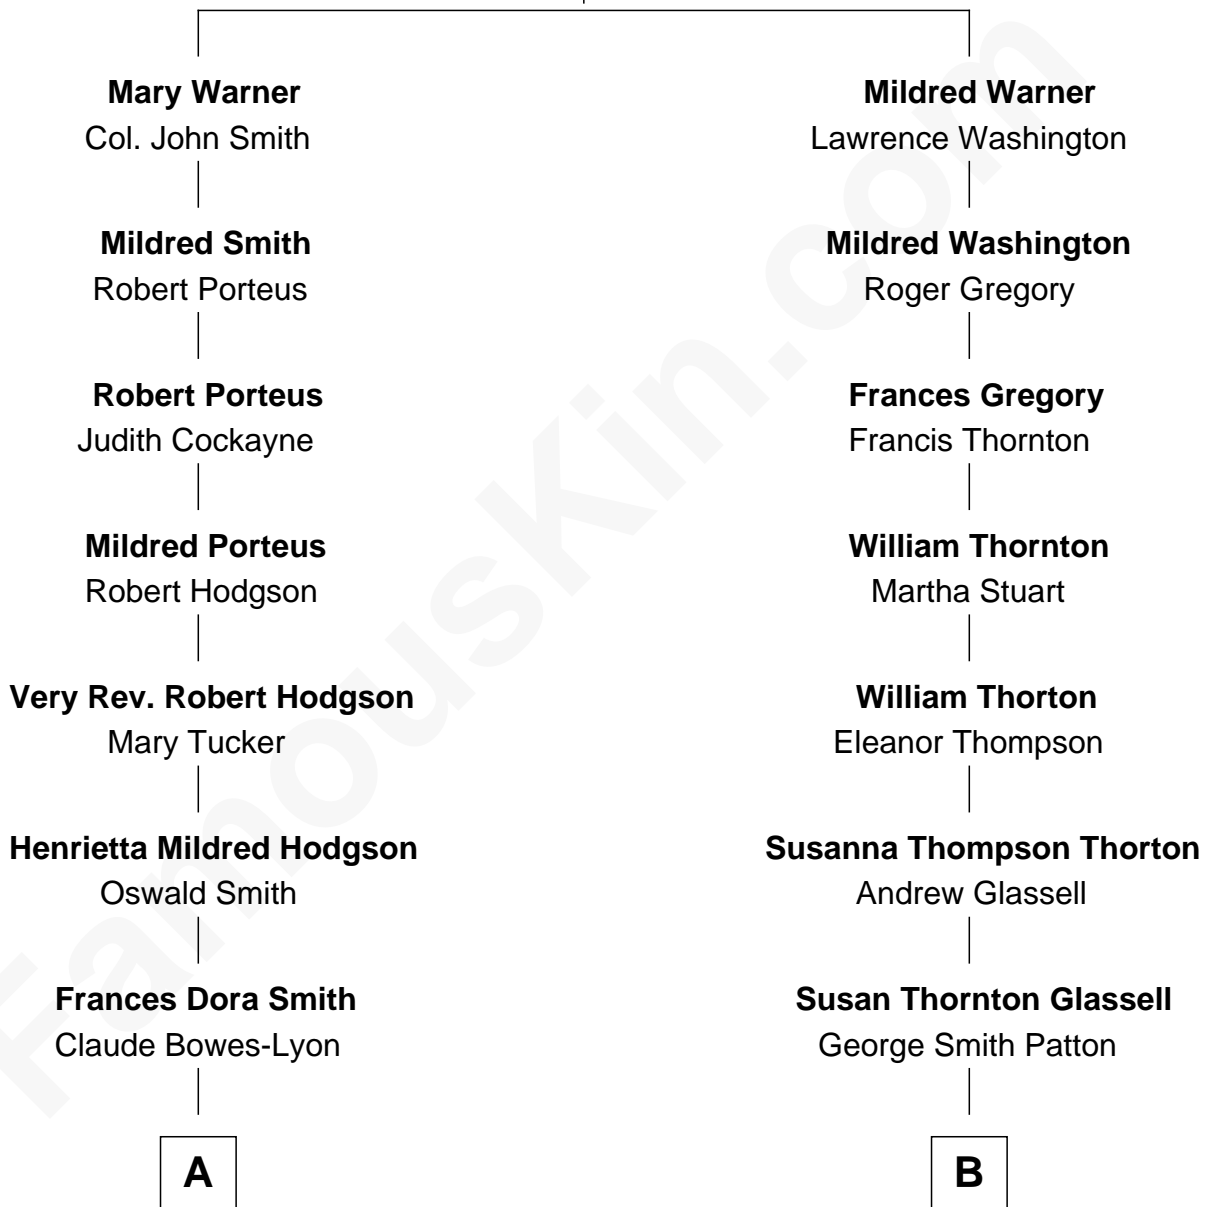 Mary Warner
Col. John Smith
Mildred Smith
Robert Porteus
Robert Porteus
Judith Cockayne
Mildred Porteus
Robert Hodgson
Very Rev. Robert Hodgson
Mary Tucker
Henrietta Mildred Hodgson
Oswald Smith
Frances Dora Smith
Claude Bowes-Lyon
A
Mildred Warner
Lawrence Washington
Mildred Washington
Roger Gregory
Frances Gregory
Francis Thornton
William Thornton
Martha Stuart
William Thorton
Eleanor Thompson
Susanna Thompson Thorton
Andrew Glassell
Susan Thornton Glassell
George Smith Patton
B
FamousKin.com